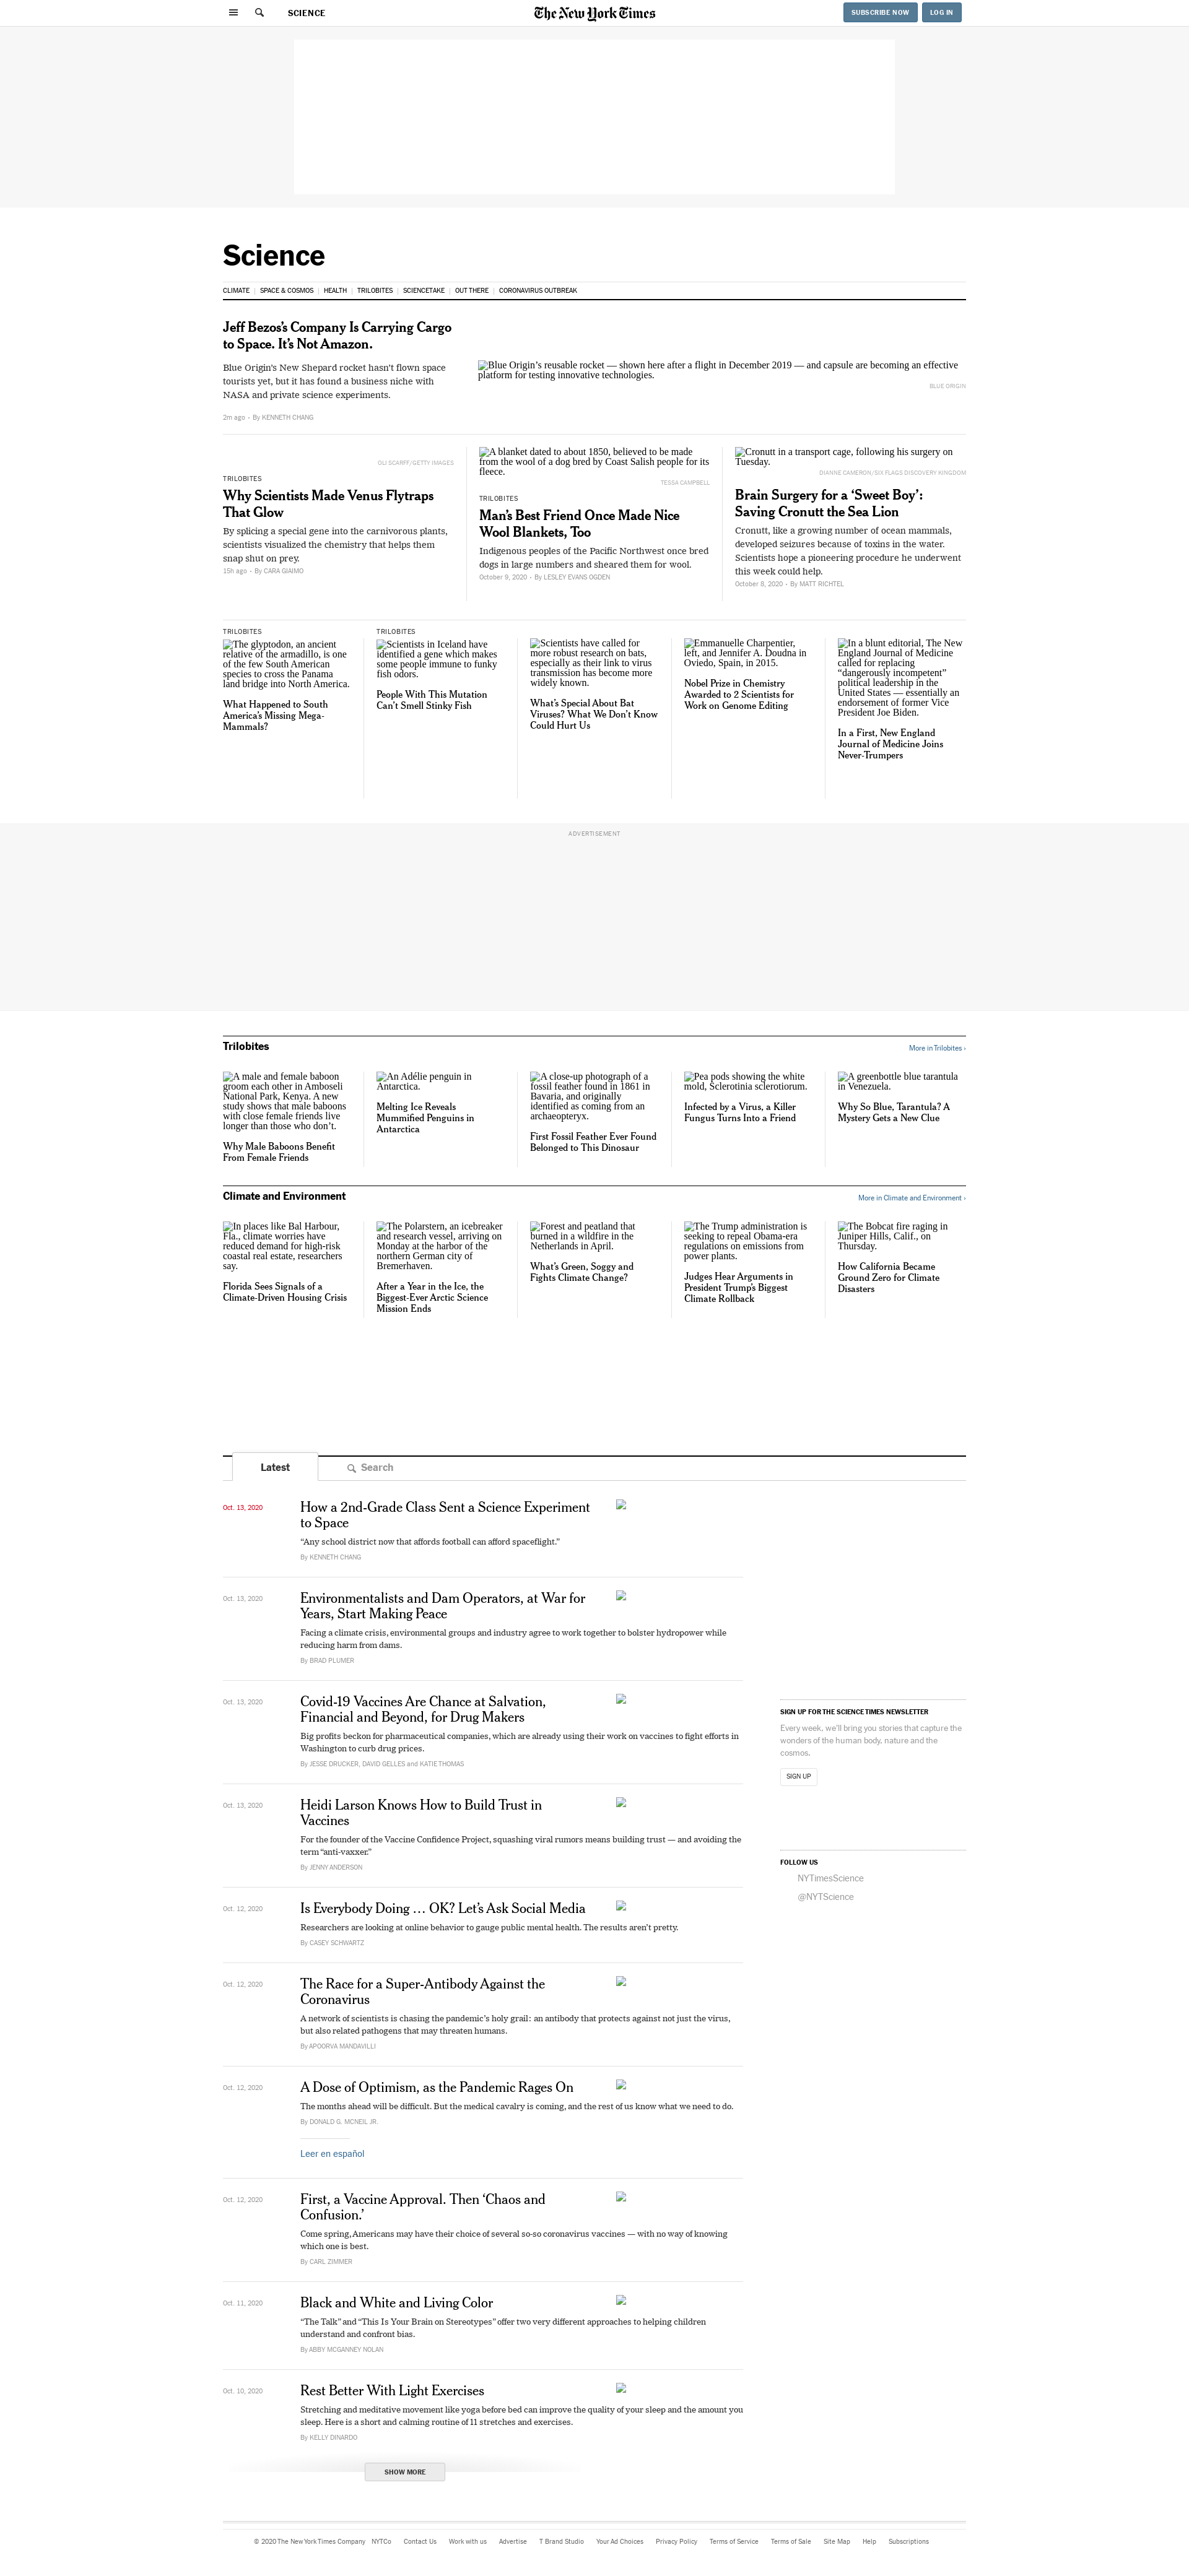 SCIENCE
The New York Times
SUBSCRIBE NOW
LOG IN
Science
CLIMATE | SPACE & COSMOS | HEALTH | TRILOBITES | SCIENCETAKE | OUT THERE | CORONAVIRUS OUTBREAK
Jeff Bezos’s Company Is Carrying Cargo
to Space. It’s Not Amazon.
Blue Origin’s New Shepard rocket hasn’t flown space
tourists yet, but it has found a business niche with
NASA and private science experiments.
2m ago · By KENNETH CHANG
Blue Origin’s reusable rocket — shown here after a flight in December 2019 — and capsule are becoming an effective
platform for testing innovative technologies.
BLUE ORIGIN
OLI SCARFF/GETTY IMAGES
TRILOBITES
Why Scientists Made Venus Flytraps
That Glow
By splicing a special gene into the carnivorous plants,
scientists visualized the chemistry that helps them
snap shut on prey.
15h ago · By CARA GIAIMO
A blanket dated to about 1850, believed to be made
from the wool of a dog bred by Coast Salish people for its
fleece.
TESSA CAMPBELL.
TRILOBITES
Man’s Best Friend Once Made Nice
Wool Blankets, Too
Indigenous peoples of the Pacific Northwest once bred
dogs in large numbers and sheared them for wool.
October 9, 2020 · By LESLEY EVANS OGDEN
Cronutt in a transport cage, following his surgery on
Tuesday.
DIANNE CAMERON/SIX FLAGS DISCOVERY KINGDOM
Brain Surgery for a ‘Sweet Boy’:
Saving Cronutt the Sea Lion
Cronutt, like a growing number of ocean mammals,
developed seizures because of toxins in the water.
Scientists hope a pioneering procedure he underwent
this week could help.
October 8, 2020 · By MATT RICHTEL
TRILOBITES
The glyptodon, an ancient
relative of the armadillo, is one
of the few South American
species to cross the Panama
land bridge into North America.
What Happened to South
America’s Missing Mega-
Mammals?
TRILOBITES
Scientists in Iceland have
identified a gene which makes
some people immune to funky
fish odors.
People With This Mutation
Can’t Smell Stinky Fish
Scientists have called for
more robust research on bats,
especially as their link to virus
transmission has become more
widely known.
What’s Special About Bat
Viruses? What We Don’t Know
Could Hurt Us
Emmanuelle Charpentier,
left, and Jennifer A. Doudna in
Oviedo, Spain, in 2015.
Nobel Prize in Chemistry
Awarded to 2 Scientists for
Work on Genome Editing
In a blunt editorial, The New
England Journal of Medicine
called for replacing
“dangerously incompetent”
political leadership in the
United States — essentially an
endorsement of former Vice
President Joe Biden.
In a First, New England
Journal of Medicine Joins
Never-Trumpers
ADVERTISEMENT
Trilobites
More in Trilobites ›
A male and female baboon
groom each other in Amboseli
National Park, Kenya. A new
study shows that male baboons
with close female friends live
longer than those who don’t.
Why Male Baboons Benefit
From Female Friends
An Adélie penguin in
Antarctica.
Melting Ice Reveals
Mummified Penguins in
Antarctica
A close-up photograph of a
fossil feather found in 1861 in
Bavaria, and originally
identified as coming from an
archaeopteryx.
First Fossil Feather Ever Found
Belonged to This Dinosaur
Pea pods showing the white
mold, Sclerotinia sclerotiorum.
Infected by a Virus, a Killer
Fungus Turns Into a Friend
A greenbottle blue tarantula
in Venezuela.
Why So Blue, Tarantula? A
Mystery Gets a New Clue
Climate and Environment
More in Climate and Environment ›
In places like Bal Harbour,
Fla., climate worries have
reduced demand for high-risk
coastal real estate, researchers
say.
Florida Sees Signals of a
Climate-Driven Housing Crisis
The Polarstern, an icebreaker
and research vessel, arriving on
Monday at the harbor of the
northern German city of
Bremerhaven.
After a Year in the Ice, the
Biggest-Ever Arctic Science
Mission Ends
Forest and peatland that
burned in a wildfire in the
Netherlands in April.
What’s Green, Soggy and
Fights Climate Change?
The Trump administration is
seeking to repeal Obama-era
regulations on emissions from
power plants.
Judges Hear Arguments in
President Trump’s Biggest
Climate Rollback
The Bobcat fire raging in
Juniper Hills, Calif., on
Thursday.
How California Became
Ground Zero for Climate
Disasters
Latest
Search
Oct. 13, 2020
How a 2nd-Grade Class Sent a Science Experiment
to Space
“Any school district now that affords football can afford spaceflight.”
By KENNETH CHANG
Oct. 13, 2020
Environmentalists and Dam Operators, at War for
Years, Start Making Peace
Facing a climate crisis, environmental groups and industry agree to work together to bolster hydropower while
reducing harm from dams.
By BRAD PLUMER
Oct. 13, 2020
Covid-19 Vaccines Are Chance at Salvation,
Financial and Beyond, for Drug Makers
Big profits beckon for pharmaceutical companies, which are already using their work on vaccines to fight efforts in
Washington to curb drug prices.
By JESSE DRUCKER, DAVID GELLES and KATIE THOMAS
Oct. 13, 2020
Heidi Larson Knows How to Build Trust in
Vaccines
For the founder of the Vaccine Confidence Project, squashing viral rumors means building trust — and avoiding the
term “anti-vaxxer.”
By JENNY ANDERSON
Oct. 12, 2020
Is Everybody Doing … OK? Let’s Ask Social Media
Researchers are looking at online behavior to gauge public mental health. The results aren’t pretty.
By CASEY SCHWARTZ
Oct. 12, 2020
The Race for a Super-Antibody Against the
Coronavirus
A network of scientists is chasing the pandemic’s holy grail: an antibody that protects against not just the virus,
but also related pathogens that may threaten humans.
By APOORVA MANDAVILLI
Oct. 12, 2020
A Dose of Optimism, as the Pandemic Rages On
The months ahead will be difficult. But the medical cavalry is coming, and the rest of us know what we need to do.
By DONALD G. MCNEIL JR.
Leer en español
Oct. 12, 2020
First, a Vaccine Approval. Then ‘Chaos and
Confusion.’
Come spring, Americans may have their choice of several so-so coronavirus vaccines — with no way of knowing
which one is best.
By CARL ZIMMER
Oct. 11, 2020
Black and White and Living Color
“The Talk” and “This Is Your Brain on Stereotypes” offer two very different approaches to helping children
understand and confront bias.
By ABBY MCGANNEY NOLAN
Oct. 10, 2020
Rest Better With Light Exercises
Stretching and meditative movement like yoga before bed can improve the quality of your sleep and the amount you
sleep. Here is a short and calming routine of 11 stretches and exercises.
By KELLY DINARDO
SHOW MORE
SIGN UP FOR THE SCIENCE TIMES NEWSLETTER
Every week, we’ll bring you stories that capture the
wonders of the human body, nature and the
cosmos.
SIGN UP
FOLLOW US
NYTimesScience
@NYTScience
© 2020 The New York Times Company NYTCo Contact Us Work with us Advertise T Brand Studio Your Ad Choices Privacy Policy Terms of Service Terms of Sale Site Map Help Subscriptions